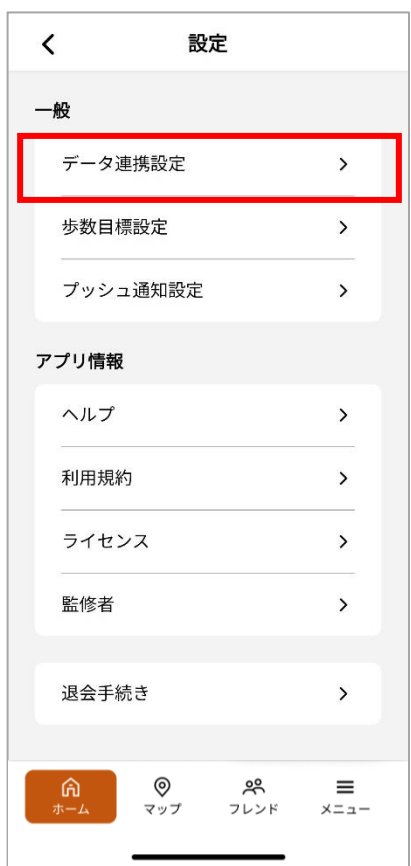 設定
一般
データ連携設定
歩数目標設定
プッシュ通知設定
アプリ情報
ヘルプ
利用規約
ライセンス
監修者
退会手続き
ホーム
マップ
フレンド
メニュー